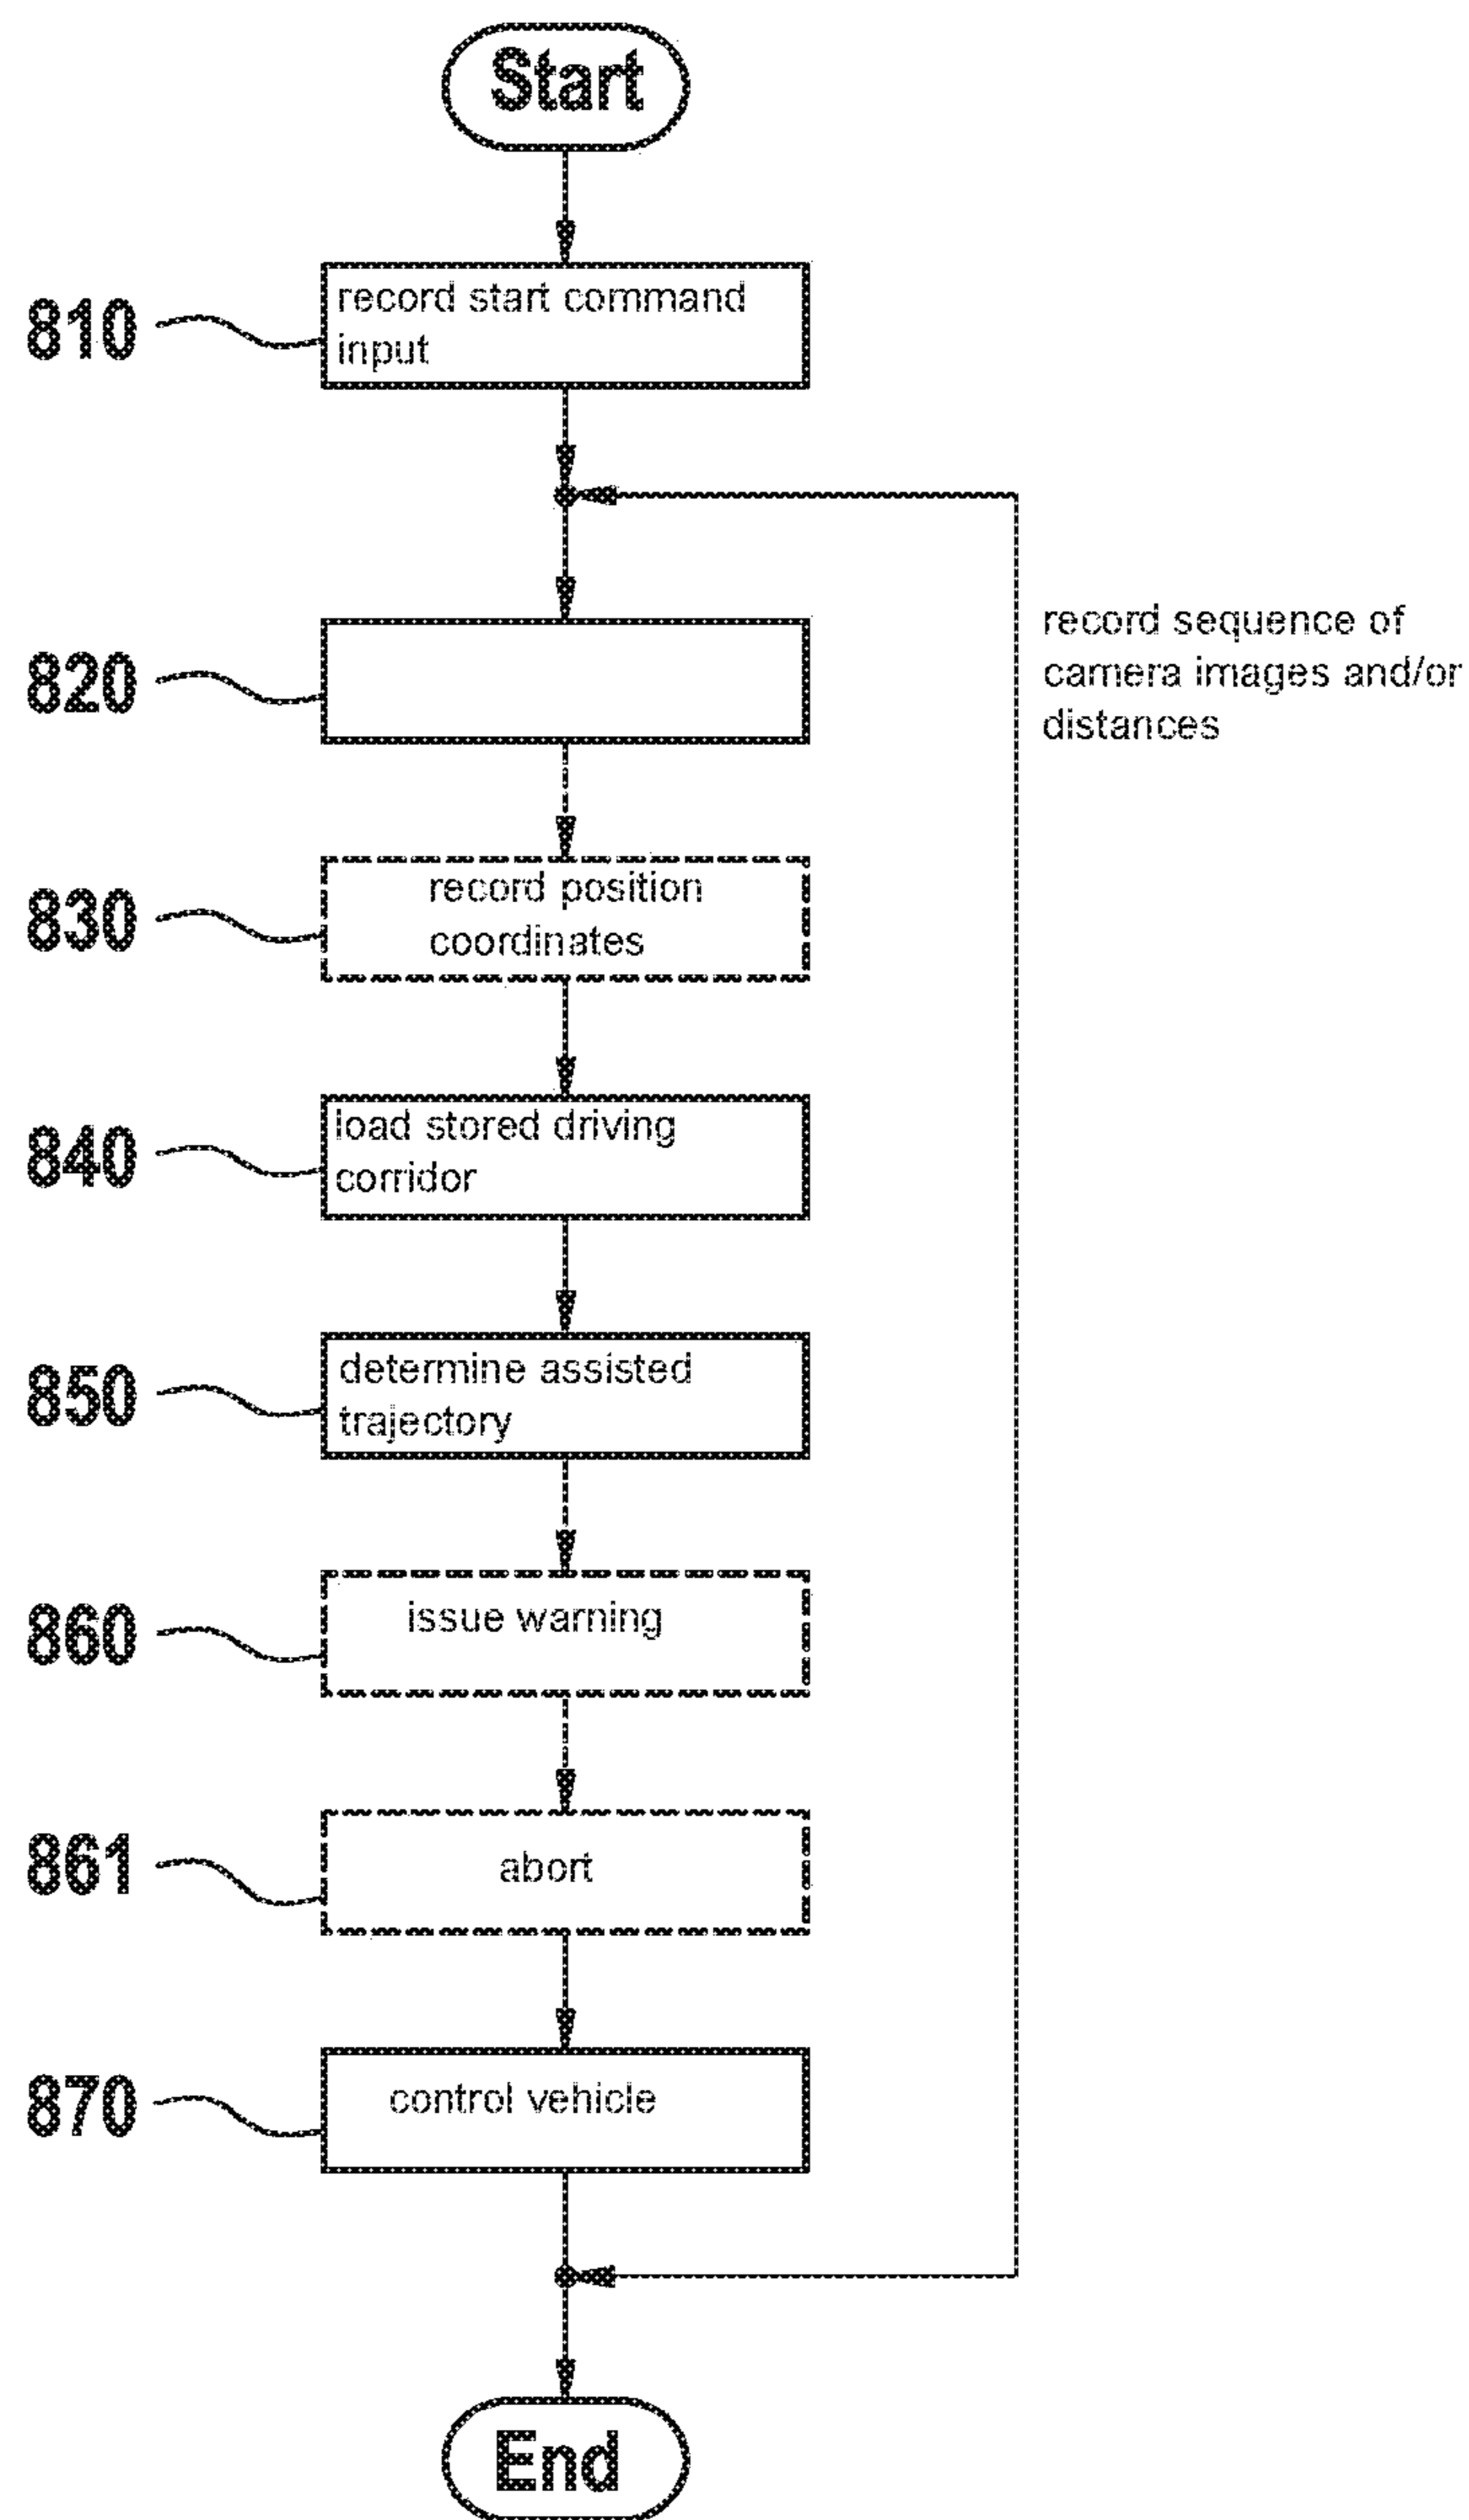 Start
810
record start command
input
820
record sequence of
camera images and/or
distances
830
record position
coordinates
840
load stored driving
corridor
850
determine assisted
trajectory
860
issue warning
861
abort
870
control vehicle
End